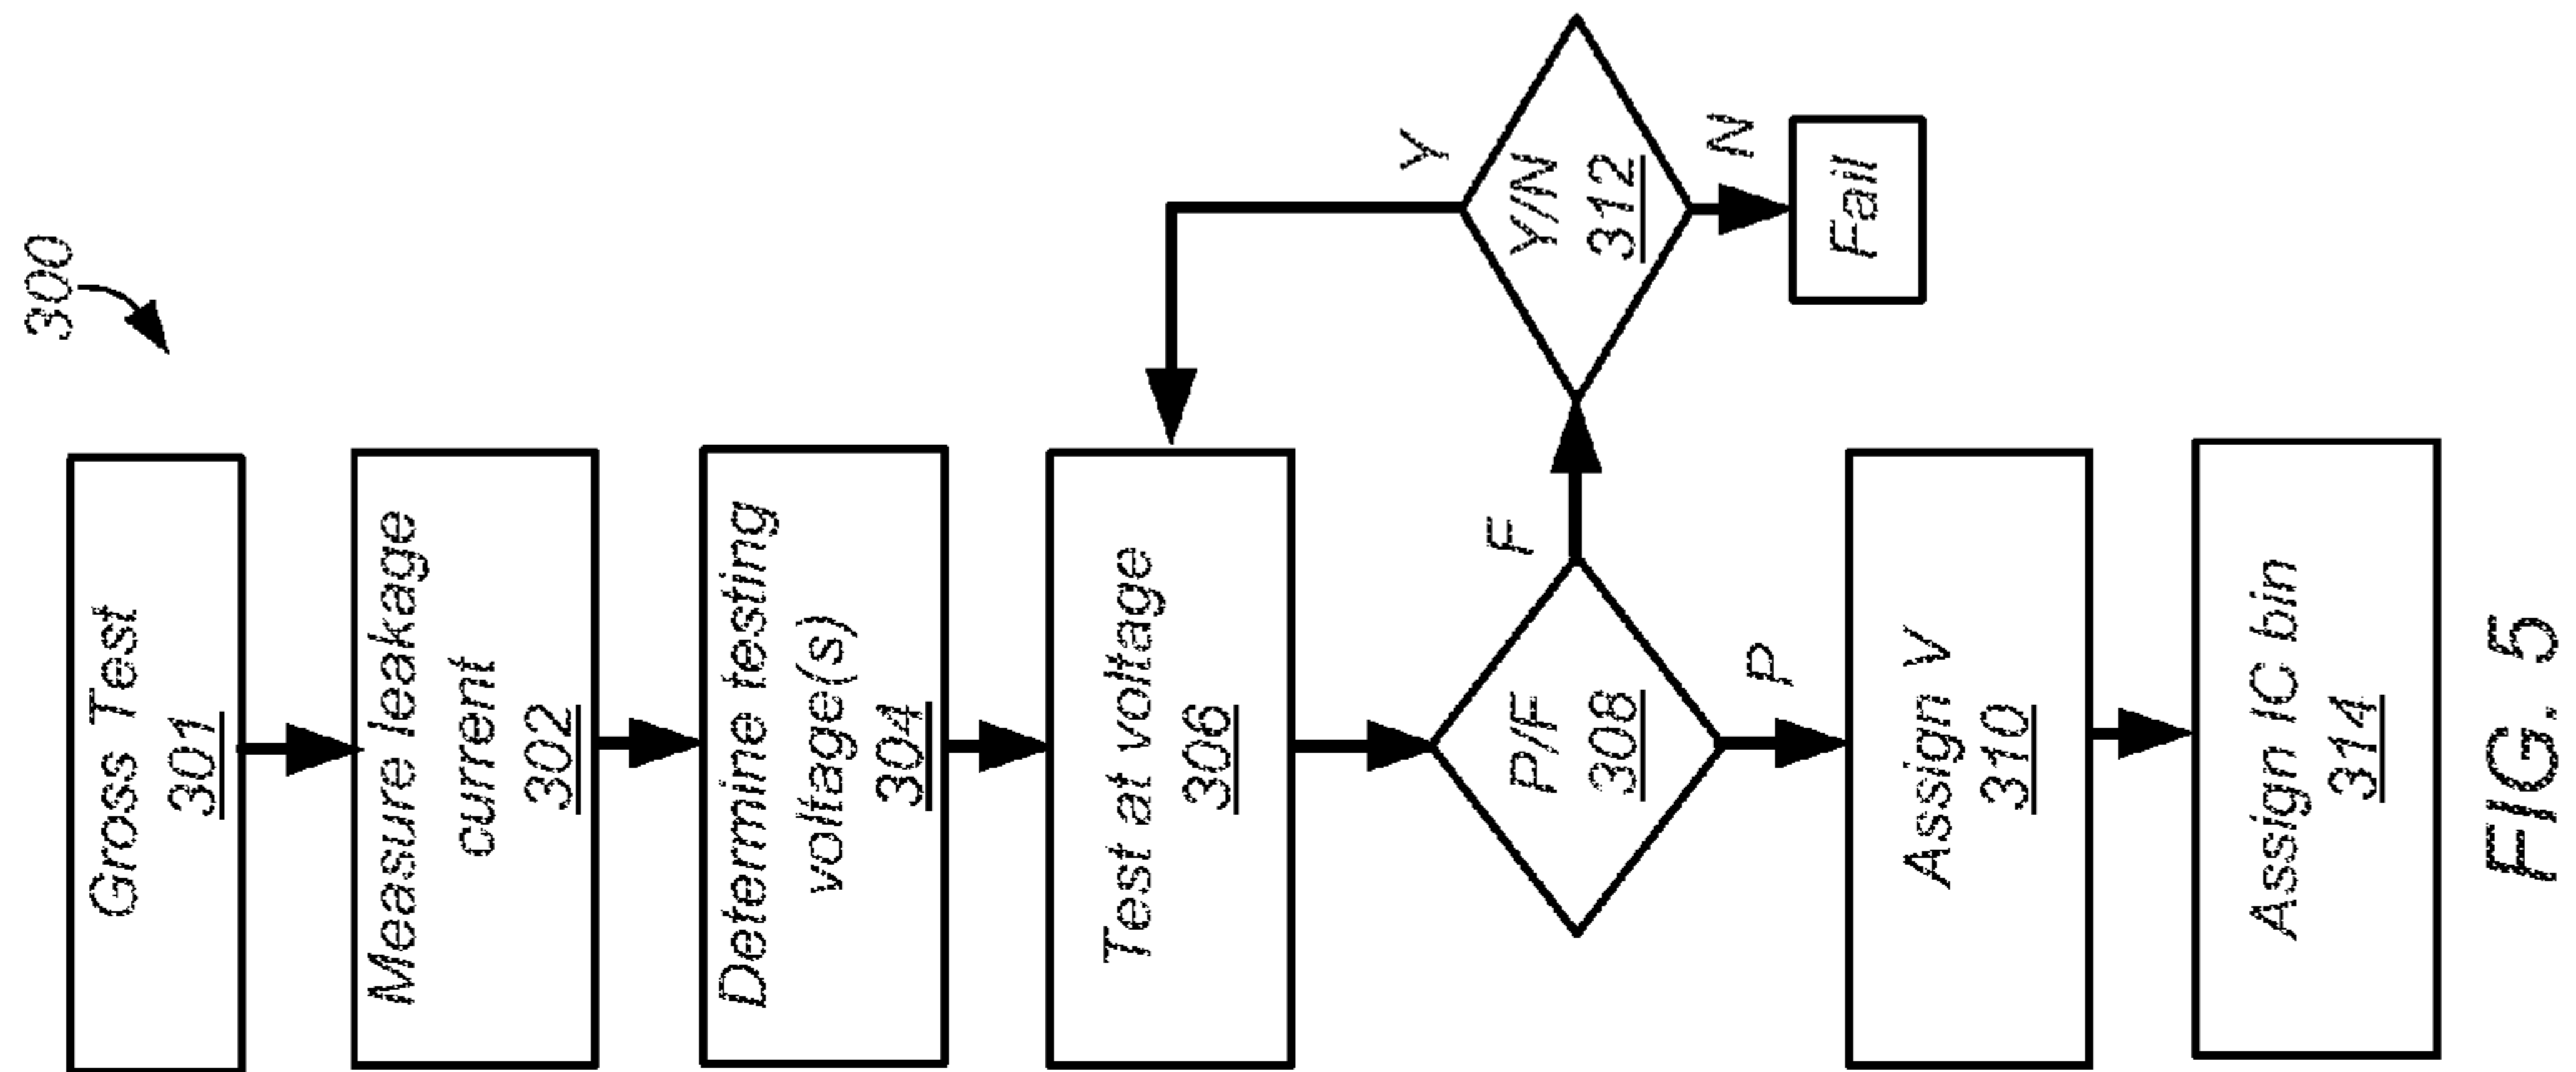 300
Gross Test
301
Measure leakage
current
302
Determine testing
voltage(s)
304
Test at voltage
306
P/F
308
F
Y/N
312
Y
N
Fail
P
Assign V
310
Assign IC bin
314
FIG. 5